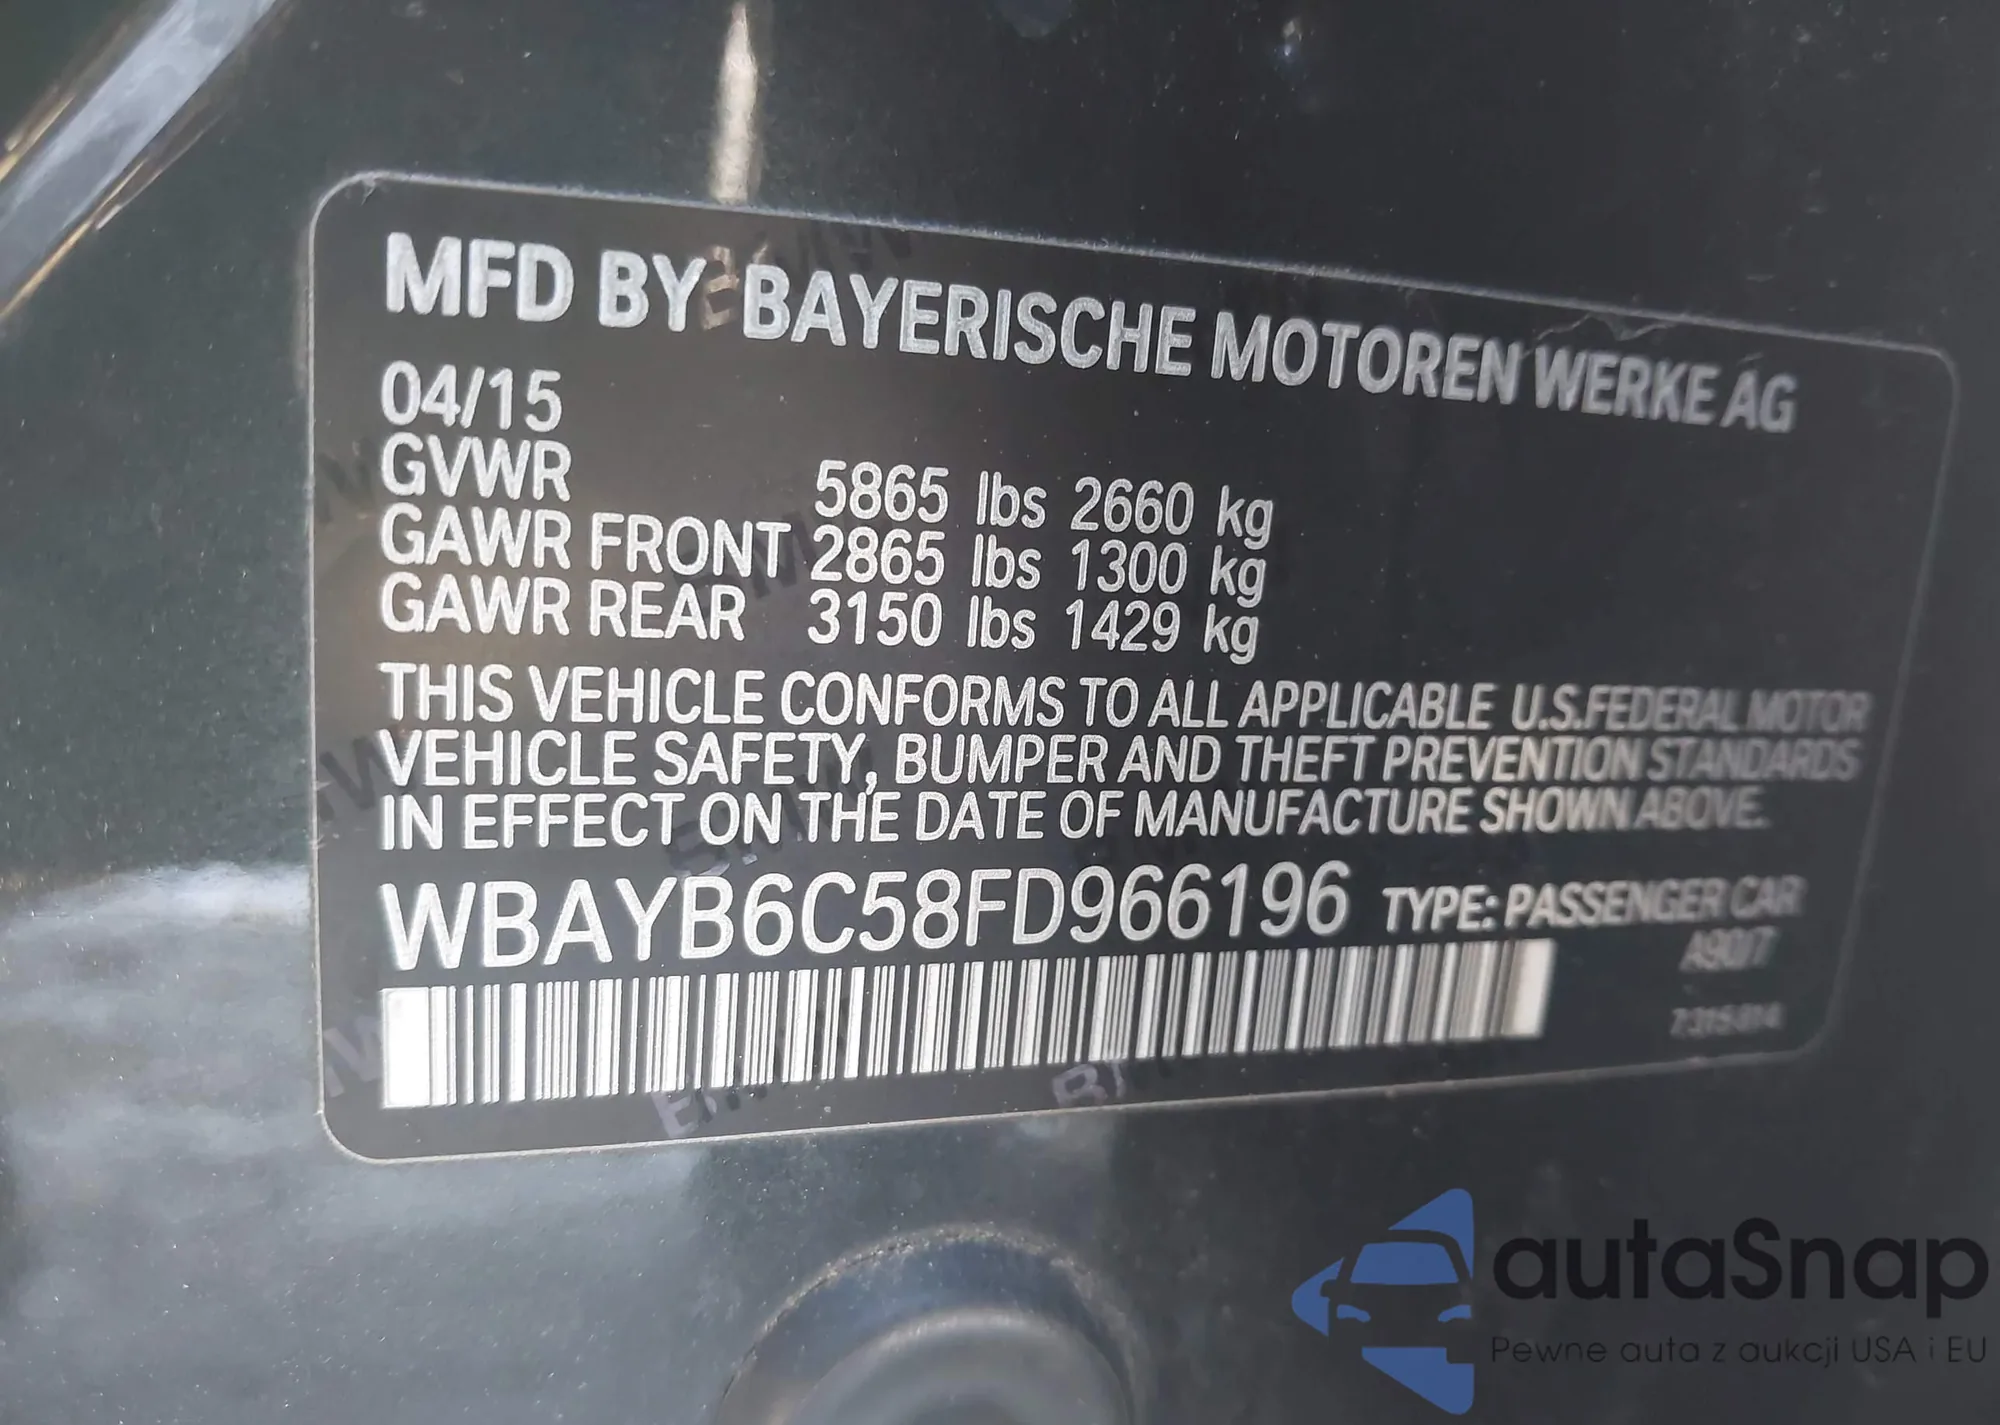 MFD BY BAYERISCHE MOTOREN WERKE AG
04/15
GVWR 5865 lbs 2660 kg
GAWR FRONT 2865 lbs 1300 kg
GAWR REAR 3150 lbs 1429 kg
THIS VEHICLE CONFORMS TO ALL APPLICABLE U.S.FEDERAL MOTOR
VEHICLE SAFETY, BUMPER AND THEFT PREVENTION STANDARDS
IN EFFECT ON THE DATE OF MANUFACTURE SHOWN ABOVE.
WBAYB6C58FD966196 TYPE: PASSENGER CAR
A90/7
autaSnap
Pewne auta z aukcji USA i EU